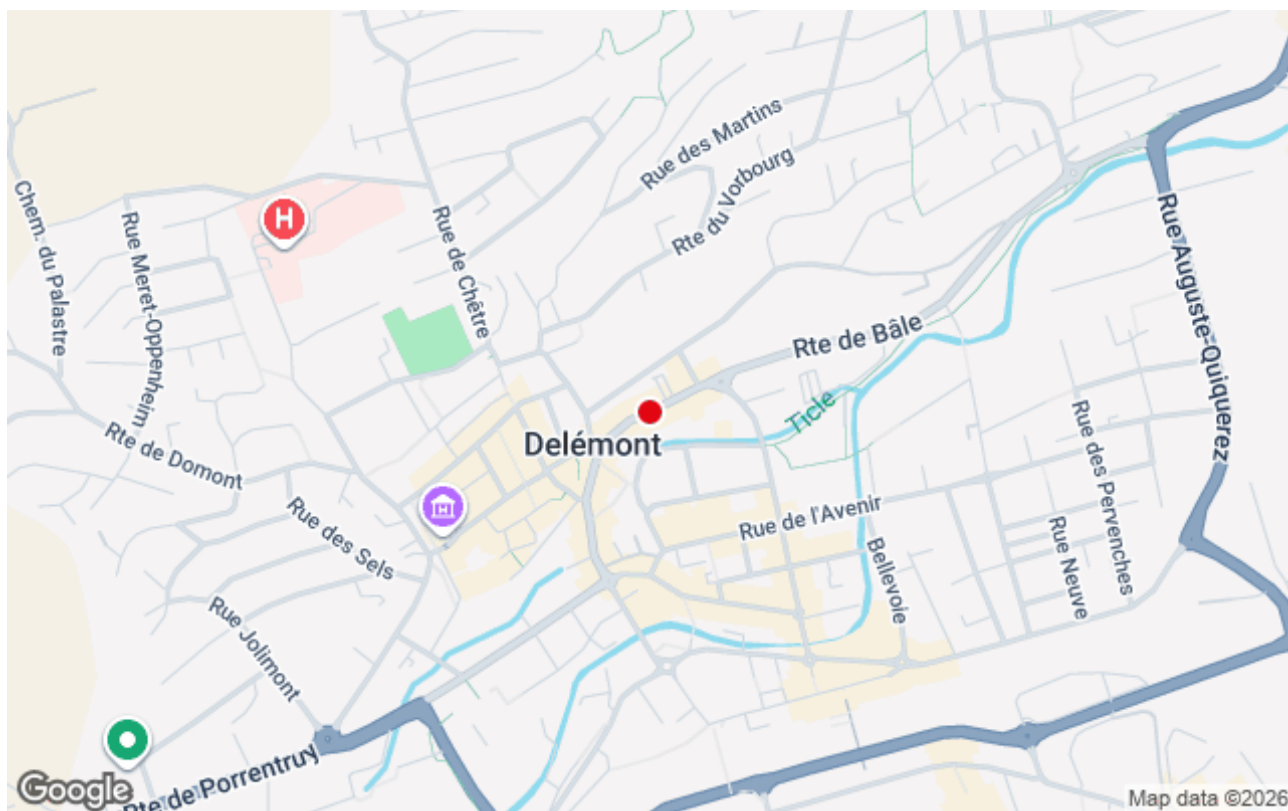 Rue des Martins
Rte du Vorbourg
Rue de Chêtre
Chem. du Palastre
Rue Meret-Oppenheim
H
Rue Auguste-Quiquerez
Rte de Bâle
Ticle
Delémont
Rte de Domont
Rue des Sels
H
Rue de l'Avenir
Bellevoie
Rue des Pervenches
Rue Neuve
Rue Jolimont
Rte de Porrentruy
Google
Map data ©2026